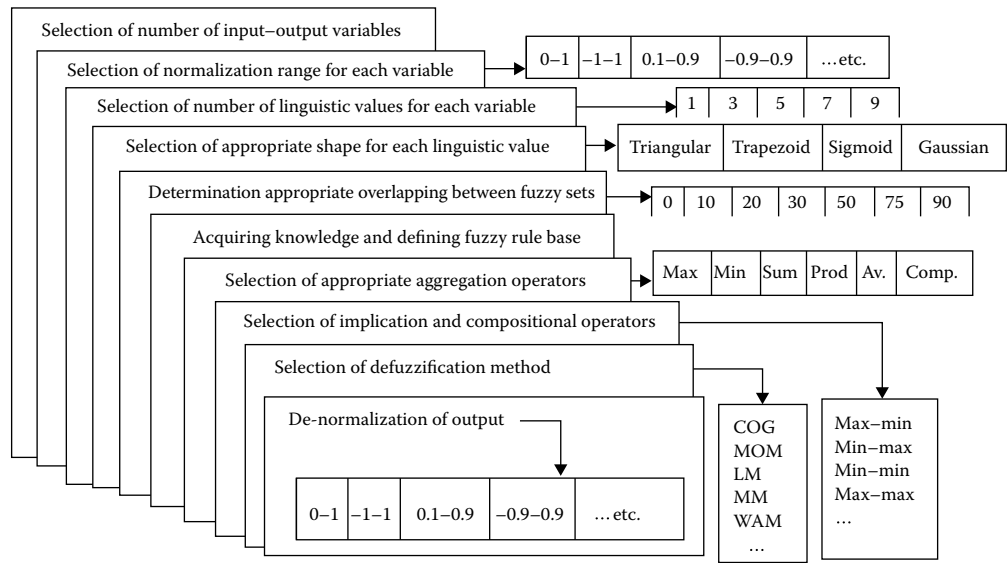 Selection of number of input–output variables
Selection of normalization range for each variable
0–1 –1–1 0.1–0.9 –0.9–0.9 ...etc.
Selection of number of linguistic values for each variable
1 3 5 7 9
Selection of appropriate shape for each linguistic value
Triangular Trapezoid Sigmoid Gaussian
Determination appropriate overlapping between fuzzy sets
0 10 20 30 50 75 90
Acquiring knowledge and defining fuzzy rule base
Selection of appropriate aggregation operators
Max Min Sum Prod Av. Comp.
Selection of implication and compositional operators
Selection of defuzzification method
De-normalization of output
0–1 –1–1 0.1–0.9 –0.9–0.9 ...etc.
COG
MOM
LM
MM
WAM
...
Max–min
Min–max
Min–min
Max–max
...